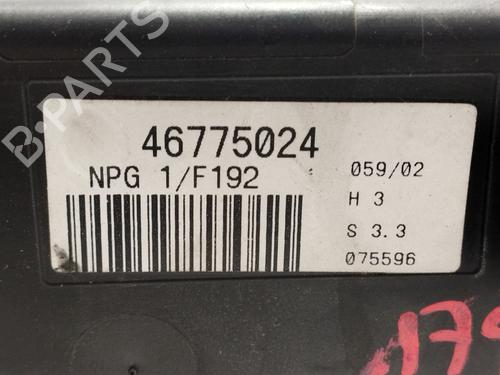 B-PARTS
46775024
NPG 1/F192
059/02
H 3
S 3.3
075596